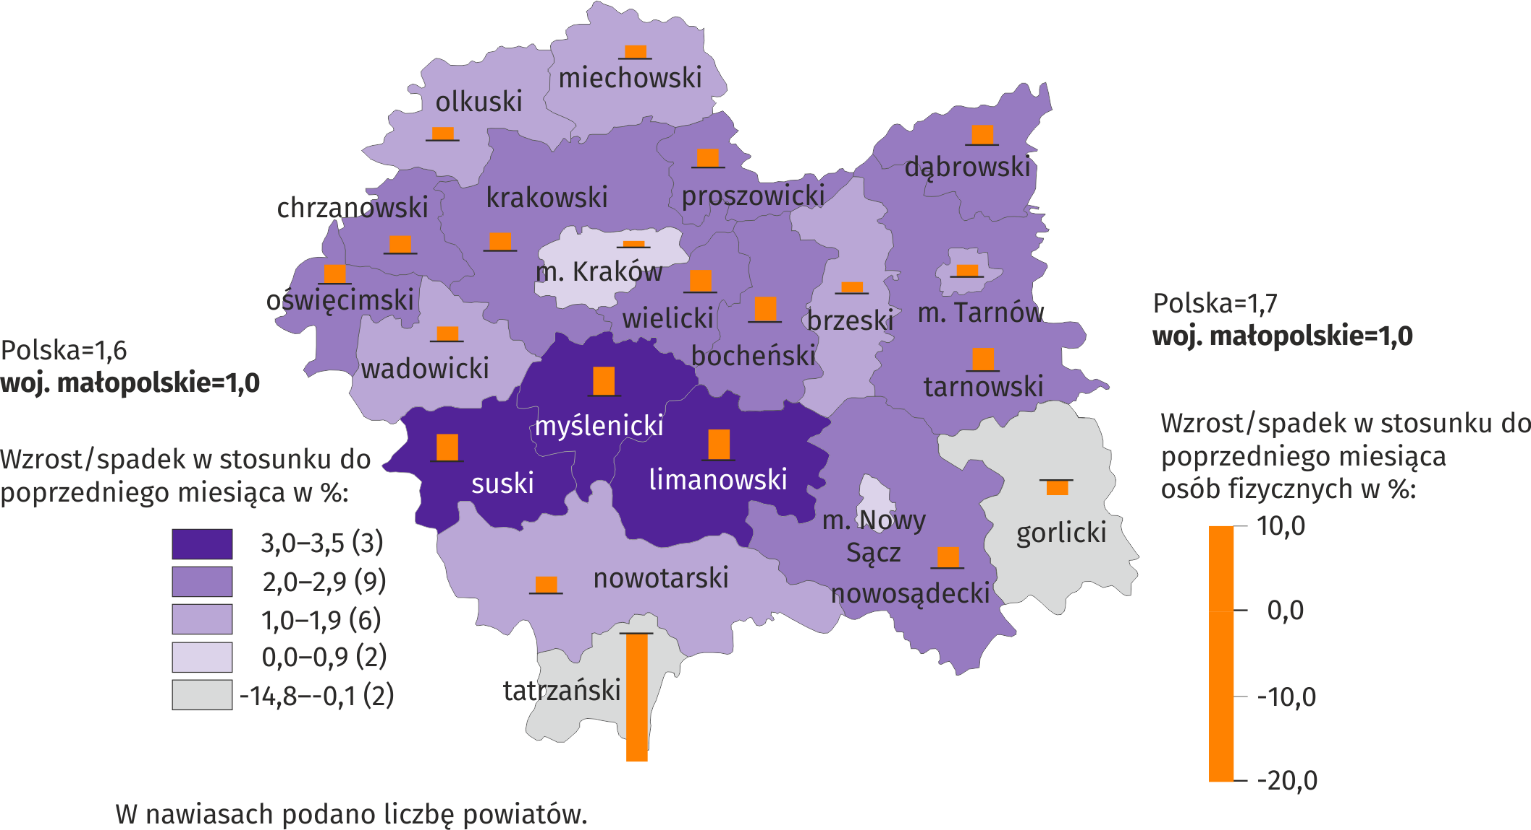 miechowski
olkuski
dąbrowski
proszowicki
krakowski
chrzanowski
m. Kraków
oświęcimski
wielicki
brzeski
m. Tarnów
bocheński
wadowicki
tarnowski
myślenicki
suski
limanowski
m. Nowy
Sącz
gorlicki
nowotarski
nowosądecki
tatrzański
Polska=1,6
woj. małopolskie=1,0
Wzrost/spadek w stosunku do
poprzedniego miesiąca w %:
3,0–3,5 (3)
2,0–2,9 (9)
1,0–1,9 (6)
0,0–0,9 (2)
-14,8–-0,1 (2)
Polska=1,7
woj. małopolskie=1,0
Wzrost/spadek w stosunku do
poprzedniego miesiąca
osób fizycznych w %:
10,0
0,0
-10,0
-20,0
W nawiasach podano liczbę powiatów.